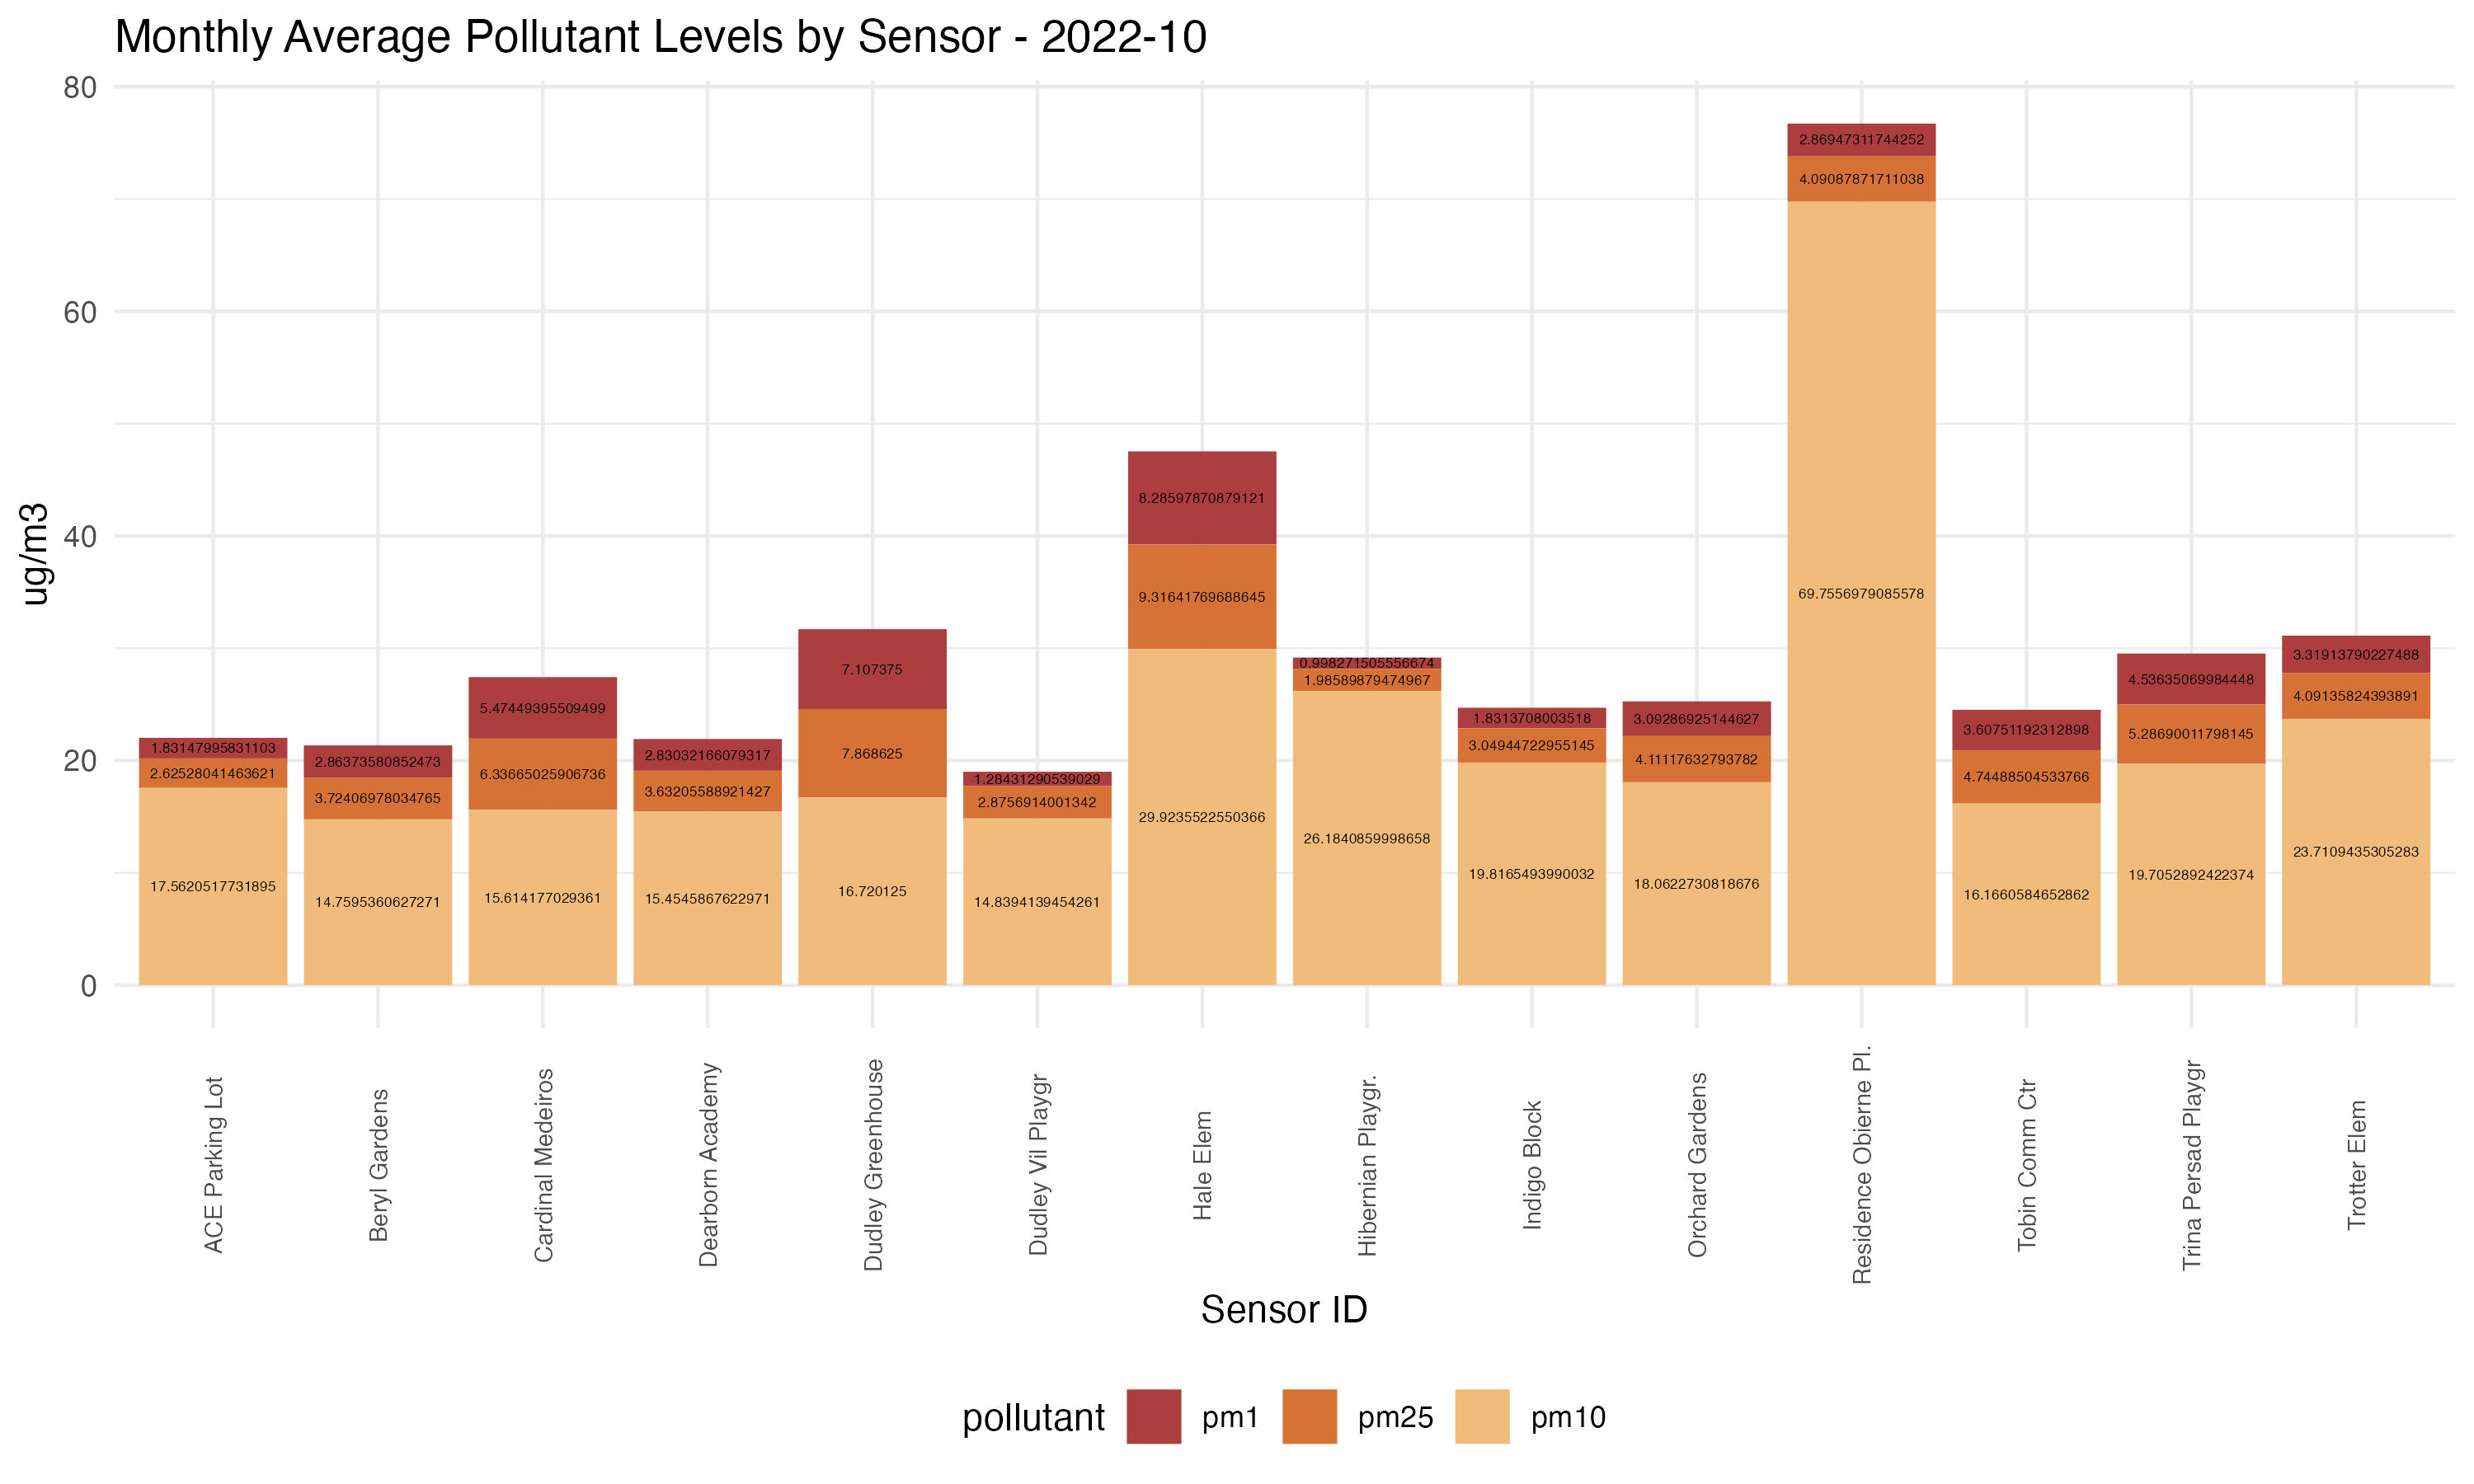 Monthly Average Pollutant Levels by Sensor - 2022-10
ug/m3
80
60
40
20
0
1.83147995831103
2.62528041463621
17.5620517731895
2.86373580852473
3.72406978034765
14.7595360627271
5.47449395509499
6.33665025906736
15.614177029361
2.83032166079317
3.63205588921427
15.4545867622971
7.107375
7.868625
16.720125
1.28431290539029
2.8756914001342
14.8394139454261
8.28597870879121
9.31641769688645
29.9235522550366
0.998271505556674
1.98589879474967
26.1840859998658
1.8313708003518
3.04944722955145
19.8165493990032
3.09286925144627
4.11117632793782
18.0622730818676
2.86947311744252
4.09087871711038
69.7556979085578
3.60751192312898
4.74488504533766
16.1660584652862
4.53635069984448
5.28690011798145
19.7052892422374
3.31913790227488
4.09135824393891
23.7109435305283
ACE Parking Lot
Beryl Gardens
Cardinal Medeiros
Dearborn Academy
Dudley Greenhouse
Dudley Vil Playgr
Hale Elem
Hibernian Playgr.
Indigo Block
Orchard Gardens
Residence Obierne Pl.
Tobin Comm Ctr
Trina Persad Playgr
Trotter Elem
Sensor ID
pollutant pm1 pm25 pm10